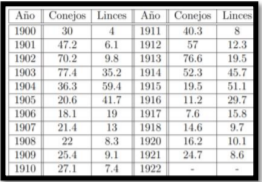 Año Conejos Linces Año Conejos Linces
1900 30 4 1911 40.3 8
1901 47.2 6.1 1912 57 12.3
1902 70.2 9.8 1913 76.6 19.5
1903 77.4 35.2 1914 52.3 45.7
1904 36.3 59.4 1915 19.5 51.1
1905 20.6 41.7 1916 11.2 29.7
1906 18.1 19 1917 7.6 15.8
1907 21.4 13 1918 14.6 9.7
1908 22 8.3 1920 16.2 10.1
1909 25.4 9.1 1921 24.7 8.6
1910 27.1 7.4 1922 - -